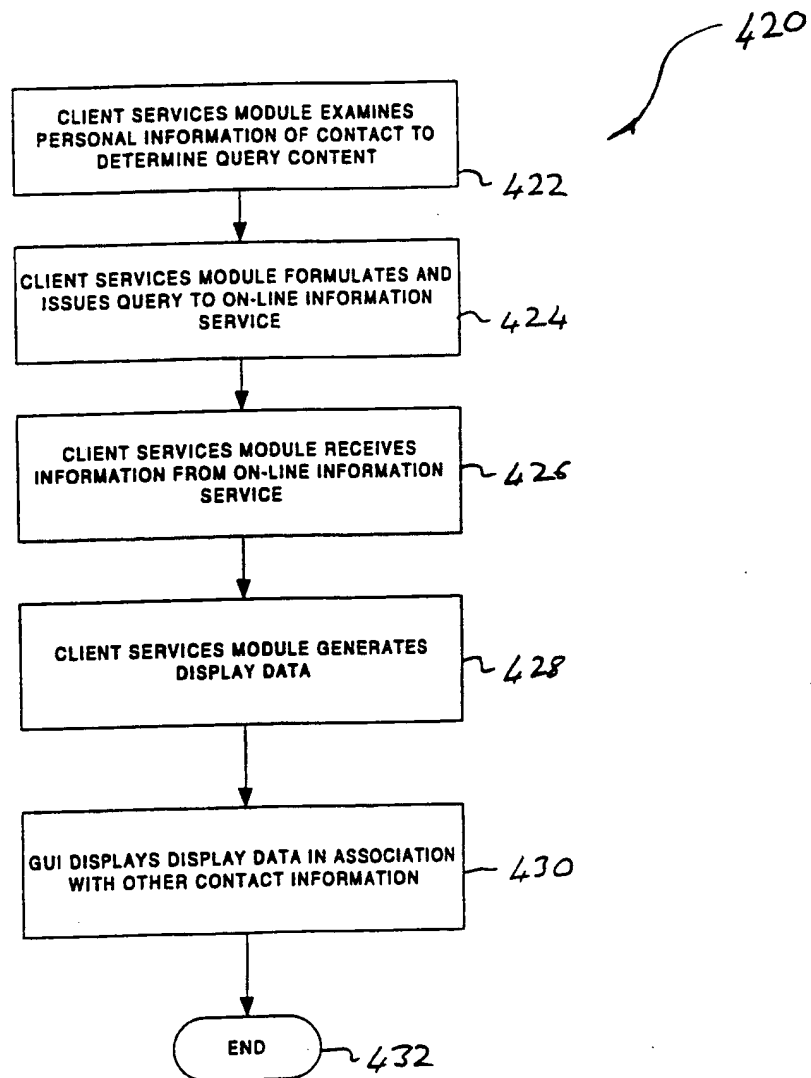 420
CLIENT SERVICES MODULE EXAMINES
PERSONAL INFORMATION OF CONTACT TO
DETERMINE QUERY CONTENT
422
CLIENT SERVICES MODULE FORMULATES AND
ISSUES QUERY TO ON-LINE INFORMATION
SERVICE
424
CLIENT SERVICES MODULE RECEIVES
INFORMATION FROM ON-LINE INFORMATION
SERVICE
426
CLIENT SERVICES MODULE GENERATES
DISPLAY DATA
428
GUI DISPLAYS DISPLAY DATA IN ASSOCIATION
WITH OTHER CONTACT INFORMATION
430
END
432